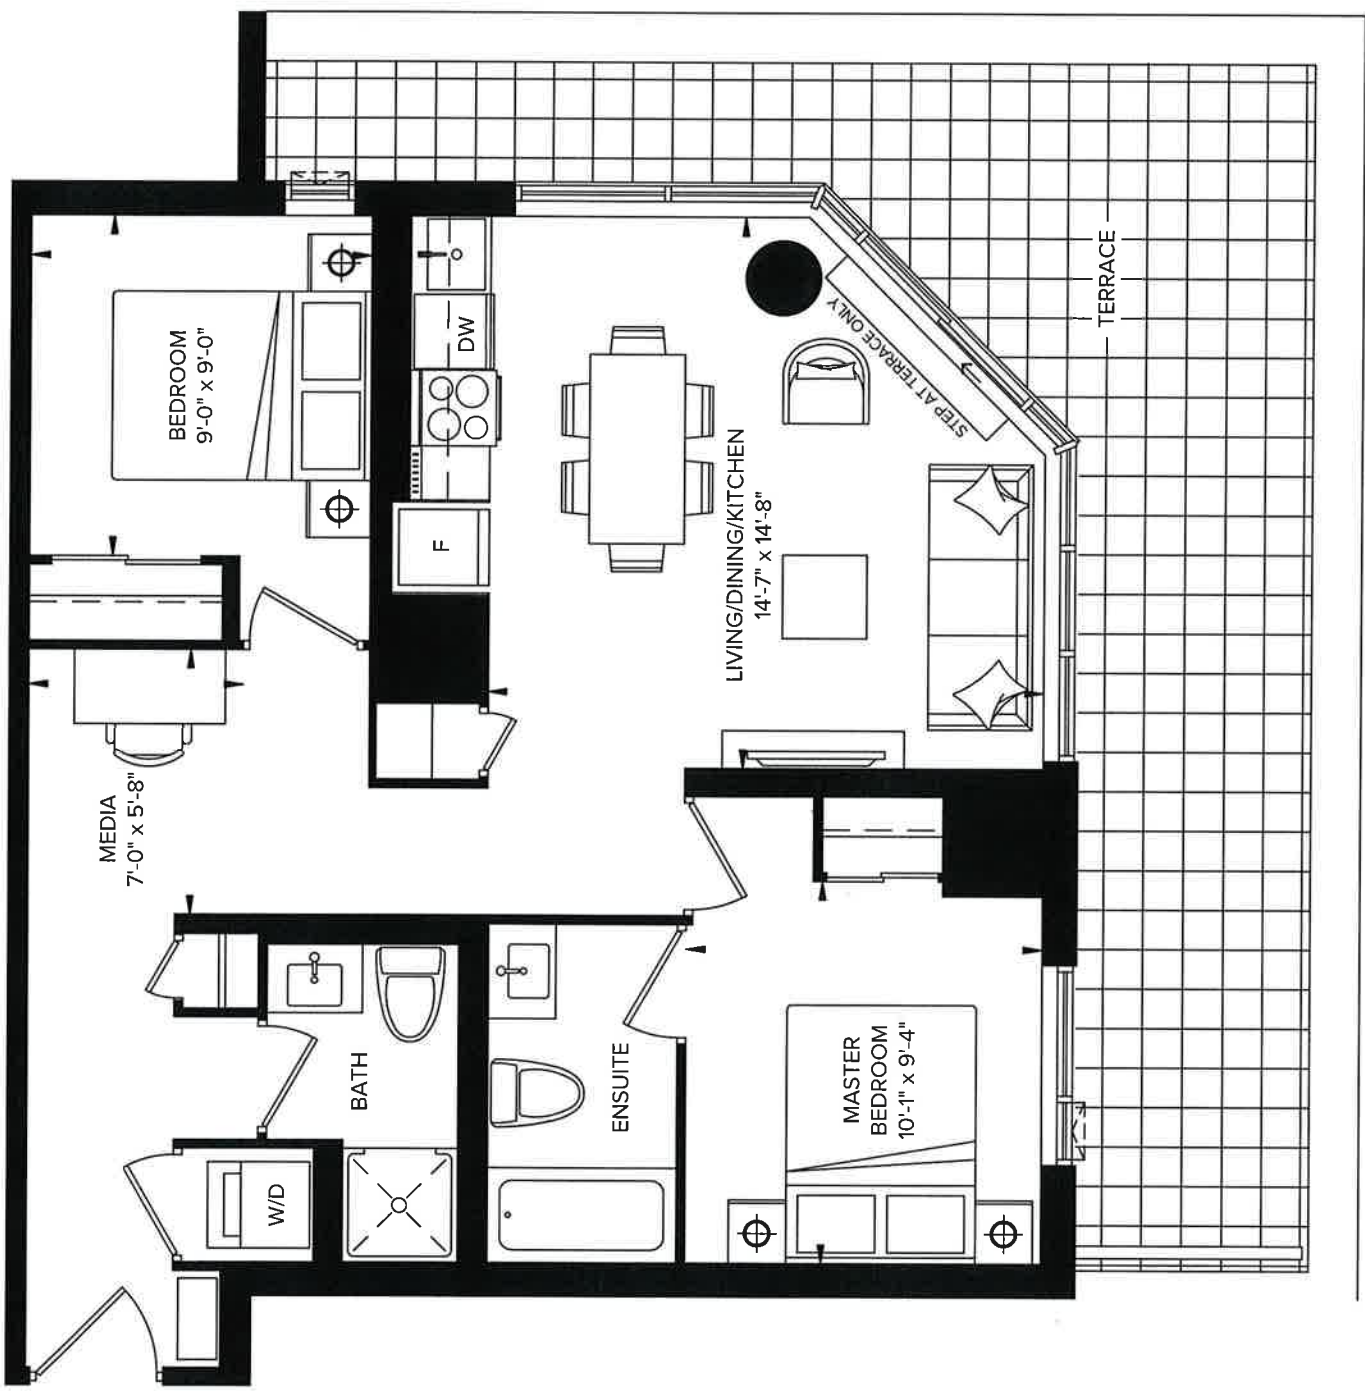 BEDROOM
9'-0" x 9'-0"
DW
F
LIVING/DINING/KITCHEN
14'-7" x 14'-8"
STEP AT TERRACE ONLY
TERRACE
MEDIA
7'-0" x 5'-8"
BATH
ENSUITE
W/D
MASTER
BEDROOM
10'-1" x 9'-4"